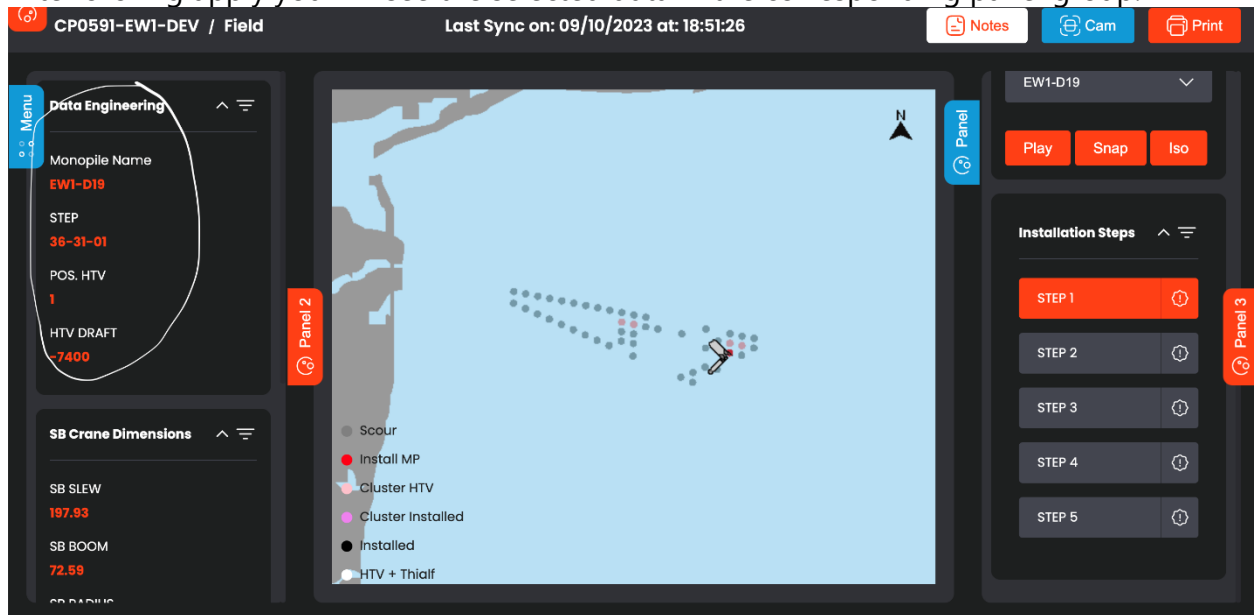 CP0591-EW1-DEV / Field
Last Sync on: 09/10/2023 at: 18:51:26
Notes
Cam
Print
Menu
Data Engineering
Monopile Name
EW1-D19
STEP
36-31-01
POS. HTV
1
HTV DRAFT
-7400
SB Crane Dimensions
SB SLEW
197.93
SB BOOM
72.59
SB RADIUS
Panel 2
N
Scour
Install MP
Cluster HTV
Cluster Installed
Installed
HTV + Thialf
Panel
EW1-D19
Play Snap Iso
Installation Steps
STEP 1
STEP 2
STEP 3
STEP 4
STEP 5
Panel 3